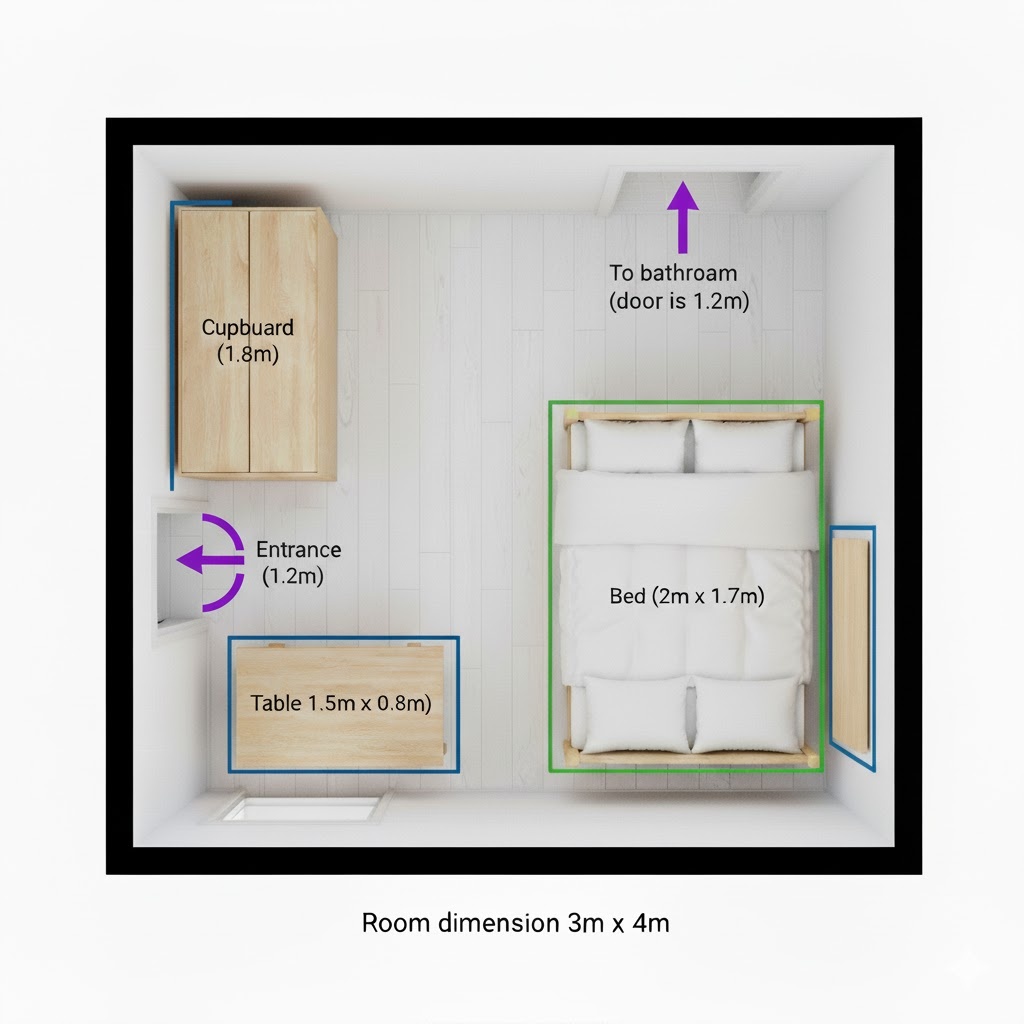 To bathroam
(door is 1.2m)
Cupbuard
(1.8m)
Entrance
(1.2m)
Bed (2m x 1.7m)
Table 1.5m x 0.8m)
Room dimension 3m x 4m